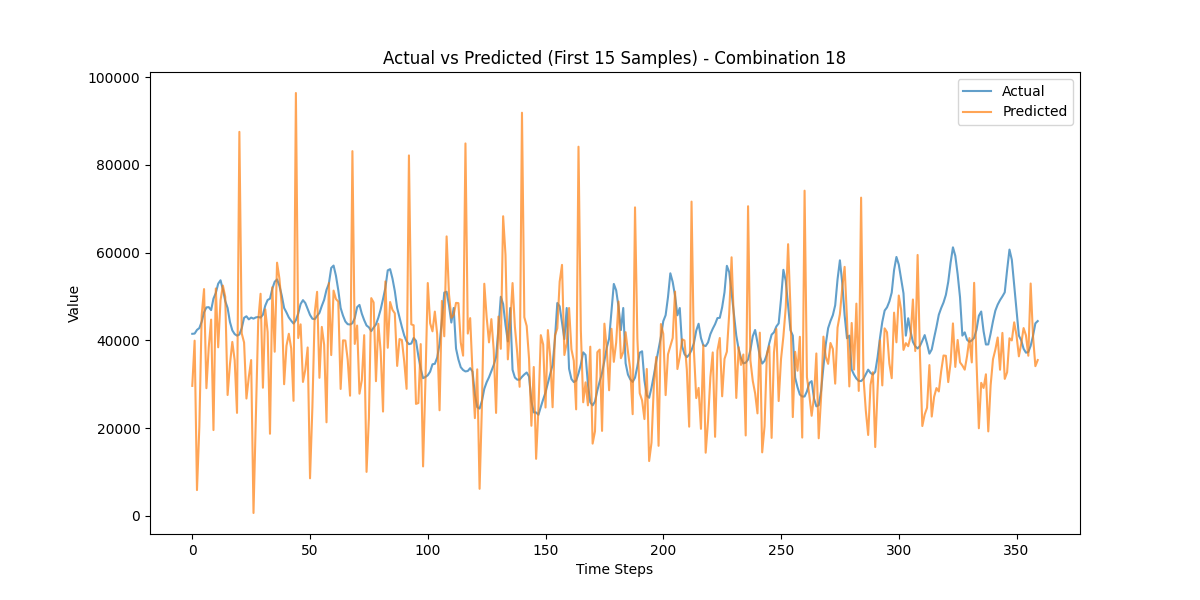 Actual vs Predicted (First 15 Samples) - Combination 18
100000
80000
60000
40000
20000
0
Value
Actual
Predicted
0 50 100 150 200 250 300 350
Time Steps